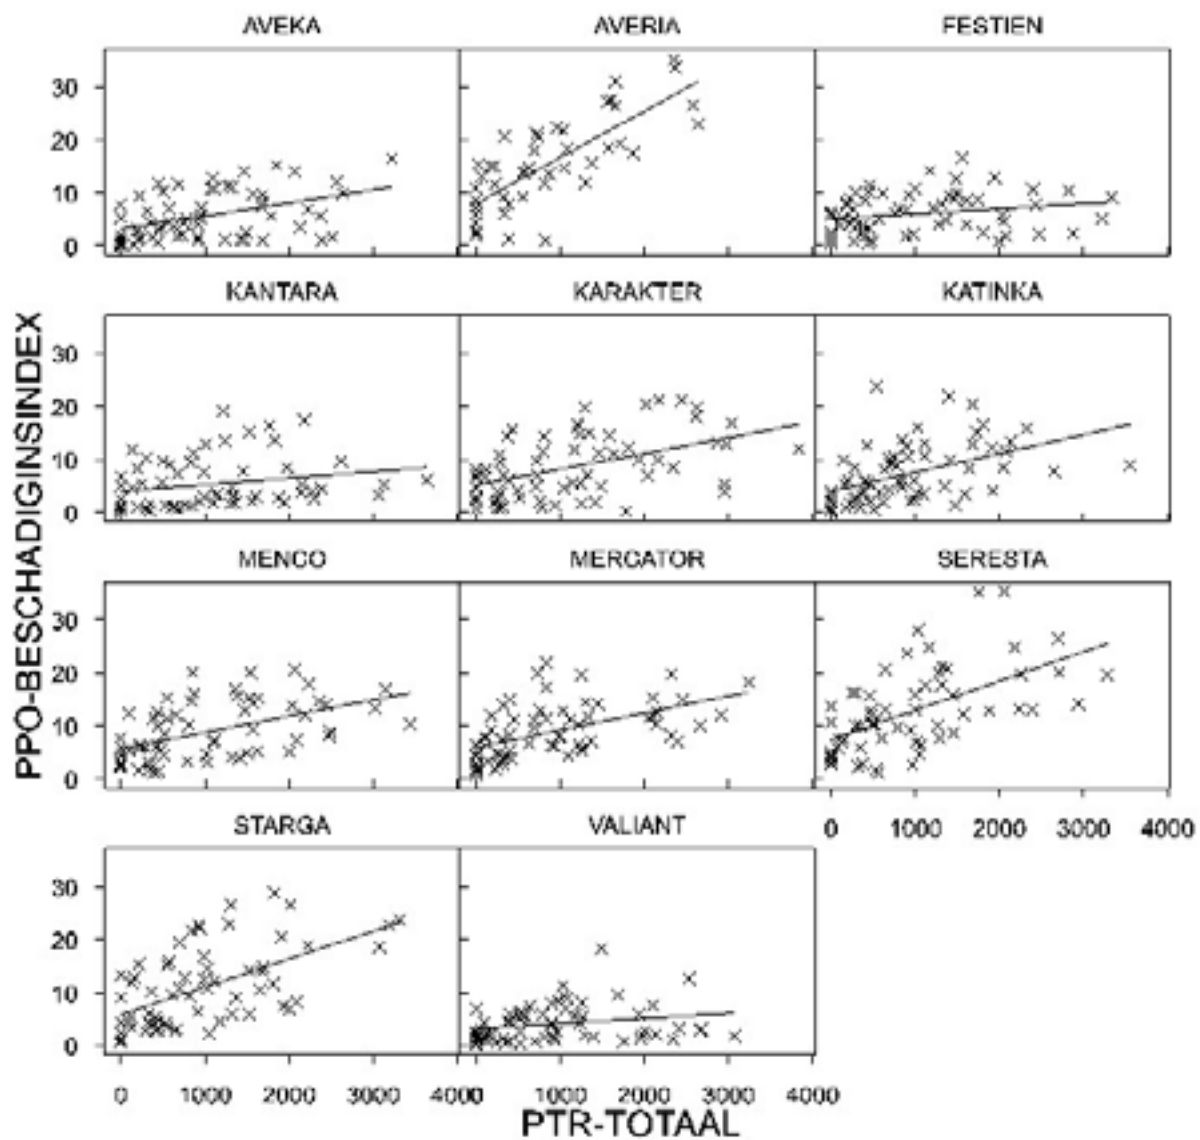 AVEKA AVERIA FESTIEN
30
20
10
0
KANTARA KARAKTER KATINKA
30
20
10
0
PPO-BESCHADIGINSINDEX
MENCO MERCATOR SERESTA
30
20
10
0
0 1000 2000 3000 4000
STARGA VALIANT
30
20
10
0
0 1000 2000 3000 4000 0 1000 2000 3000 4000
PTR-TOTAAL